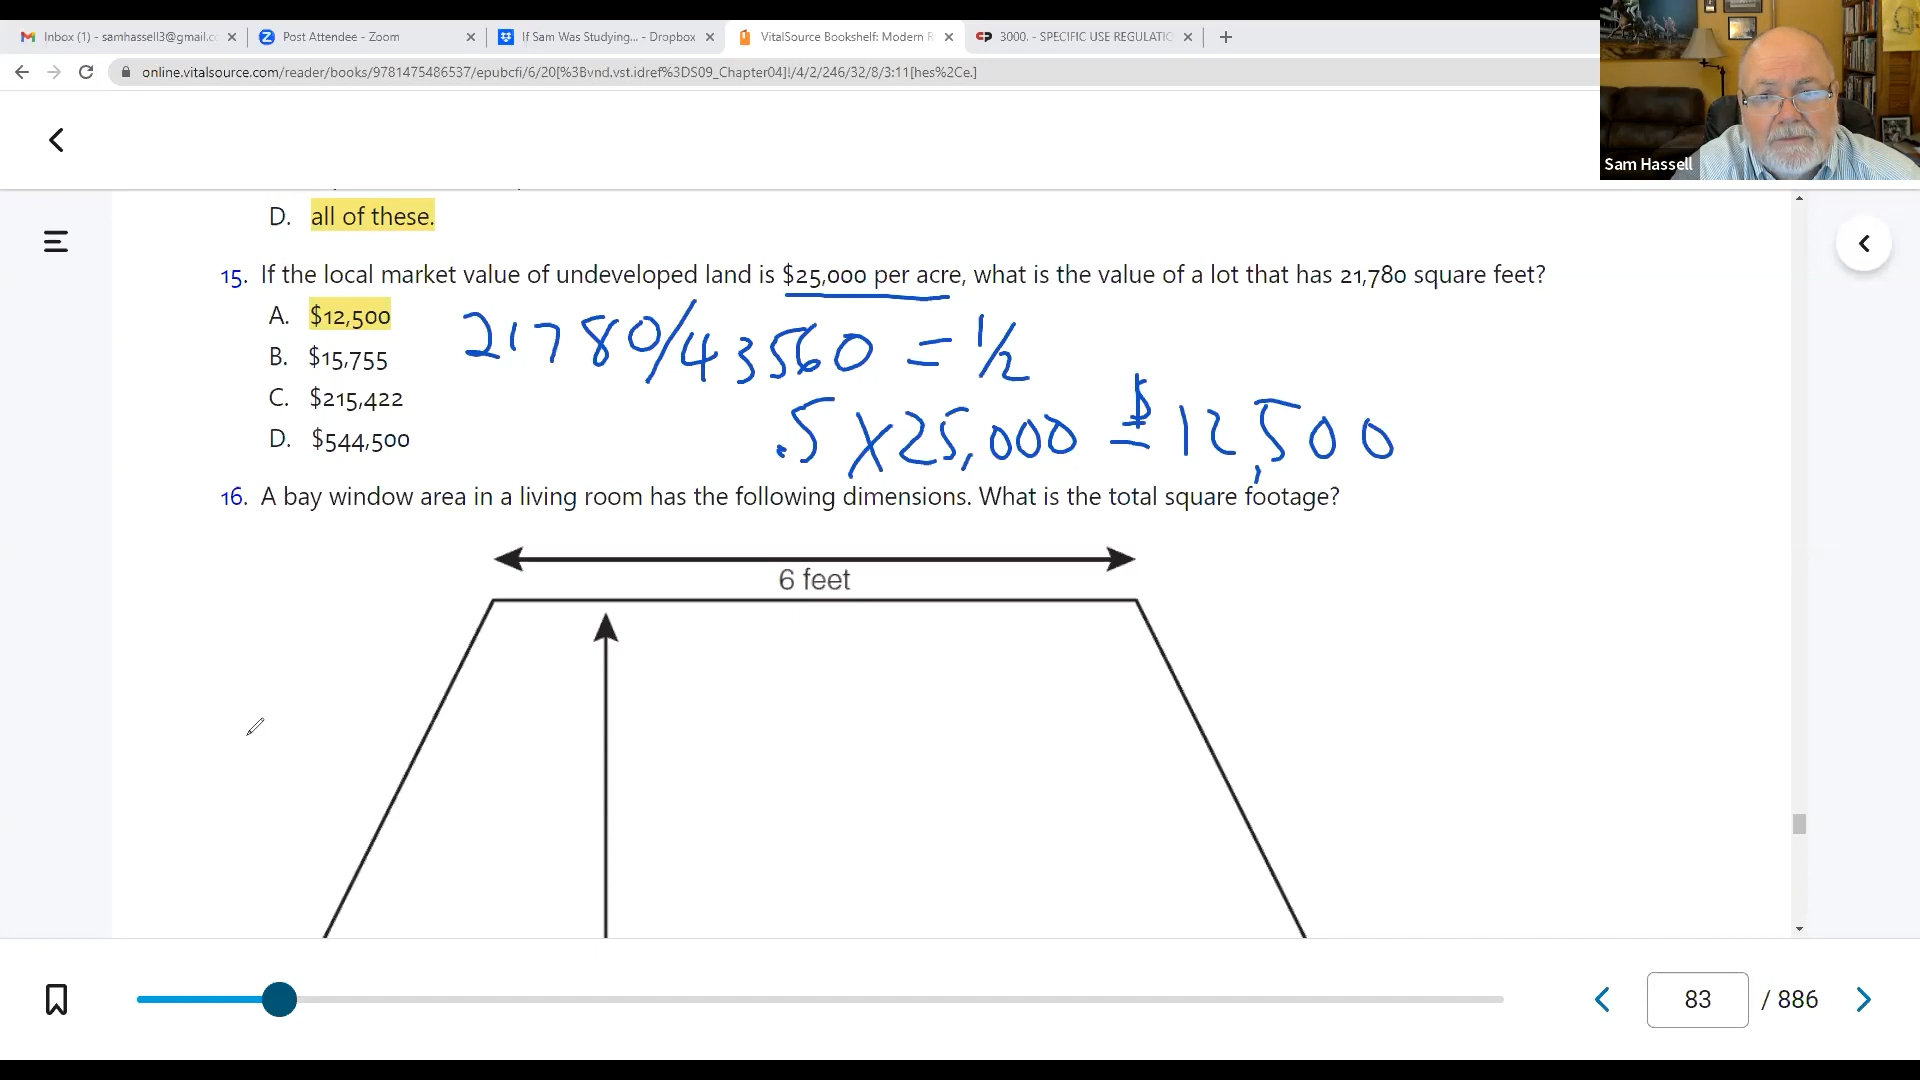 Inbox (1) - samhassell3@gmail.c
Post Attendee - Zoom
If Sam Was Studying... - Dropbox
VitalSource Bookshelf: Modern R
3000. - SPECIFIC USE REGULATIC
online.vitalsource.com/reader/books/9781475486537/epubcfi/6/20[%3Bvnd.vst.idref%3DS09_Chapter04]!/4/2/246/32/8/3:11[hes%2Ce.]
Sam Hassell
D. all of these.
15. If the local market value of undeveloped land is $25,000 per acre, what is the value of a lot that has 21,780 square feet?
A. $12,500
21780/43560 = 1/2
B. $15,755
C. $215,422
.5 X 25,000 = $12,500
D. $544,500
16. A bay window area in a living room has the following dimensions. What is the total square footage?
6 feet
83 / 886